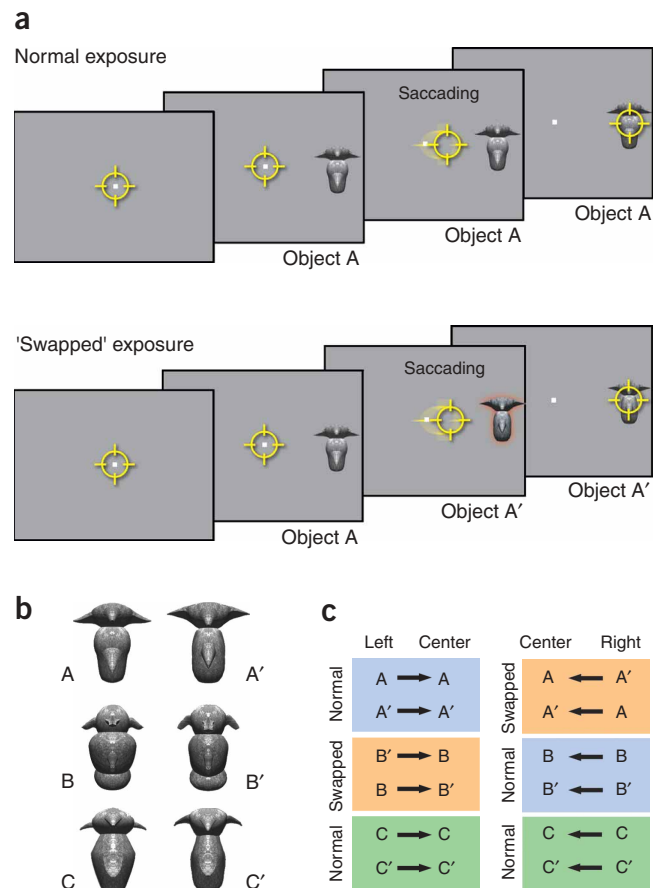 a
Normal exposure
Saccading
Object A
Object A
Object A
'Swapped' exposure
Saccading
Object A
Object A′
Object A′
b
A A′
B B′
C C′
c
Left Center
Normal
A A
A′ A′
Swapped
B′ B
B B′
Normal
C C
C′ C′
Center Right
Swapped
A A′
A′ A
Normal
B B
B′ B′
Normal
C C
C′ C′